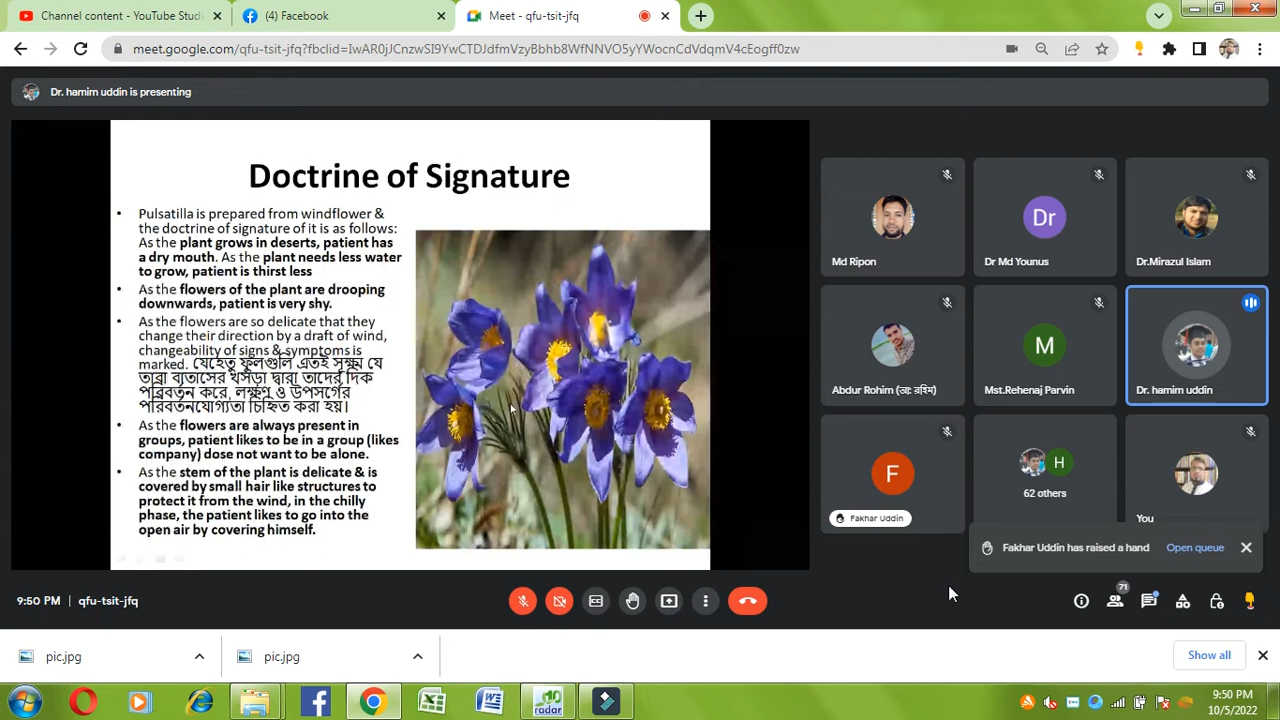 Channel content - YouTube Studi
(4) Facebook
Meet - qfu-tsit-jfq
meet.google.com/qfu-tsit-jfq?fbclid=IwAR0jJCnzwSI9YwCTDJdfmVzyBbhb8WfNNVO5yYWocnCdVdqmV4cEogff0zw
Dr. hamim uddin is presenting
Doctrine of Signature
• Pulsatilla is prepared from windflower &
the doctrine of signature of it is as follows:
As the plant grows in deserts, patient has
a dry mouth. As the plant needs less water
to grow, patient is thirst less
• As the flowers of the plant are drooping
downwards, patient is very shy.
• As the flowers are so delicate that they
change their direction by a draft of wind,
changeability of signs & symptoms is
marked. যেহেতু ফুলগুলি এতই সূক্ষ্ম যে
তারা বাতাসের খসড়া দ্বারা তাদের দিক
পরিবর্তন করে, লক্ষণ ও উপসর্গের
পরিবর্তনযোগ্যতা চিহ্নিত করা হয়।
• As the flowers are always present in
groups, patient likes to be in a group (likes
company) dose not want to be alone.
• As the stem of the plant is delicate & is
covered by small hair like structures to
protect it from the wind, in the chilly
phase, the patient likes to go into the
open air by covering himself.
Md Ripon
Dr
Dr Md Younus
Dr.Mirazul Islam
Abdur Rohim (আ: রহিম)
M
Mst.Rehenaj Parvin
Dr. hamim uddin
F
Fakhar Uddin
H
62 others
You
Fakhar Uddin has raised a hand
Open queue
9:50 PM | qfu-tsit-jfq
71
pic.jpg
pic.jpg
Show all
10
radar
9:50 PM
10/5/2022